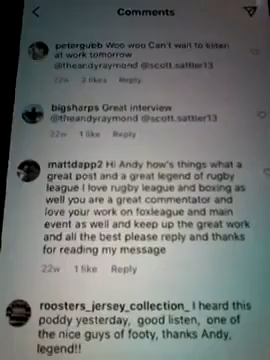 Comments
petergubb Woo woo Can't wait to listen
at work tomorrow
@theandyraymond @scott.sattler13
22w 2 likes Reply
bigsharps Great interview
@theandyraymond @scott.sattler13
22w 1 like Reply
mattdapp2 Hi Andy how's things what a
great post and a great legend of rugby
league I love rugby league and boxing as
well you are a great commentator and
love your work on foxleague and main
event as well and keep up the great work
and all the best please reply and thanks
for reading my message
22w 1 like Reply
roosters_jersey_collection_ I heard this
poddy yesterday, good listen, one of
the nice guys of footy, thanks Andy,
legend!!